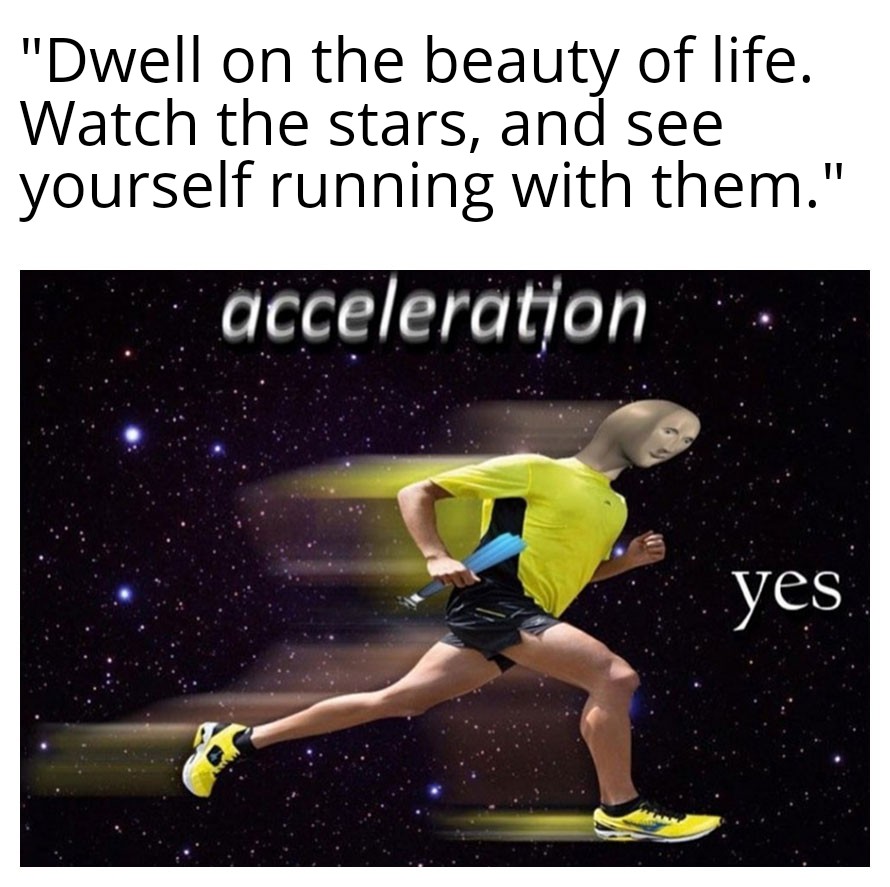 "Dwell on the beauty of life.
Watch the stars, and see
yourself running with them."
acceleration
yes